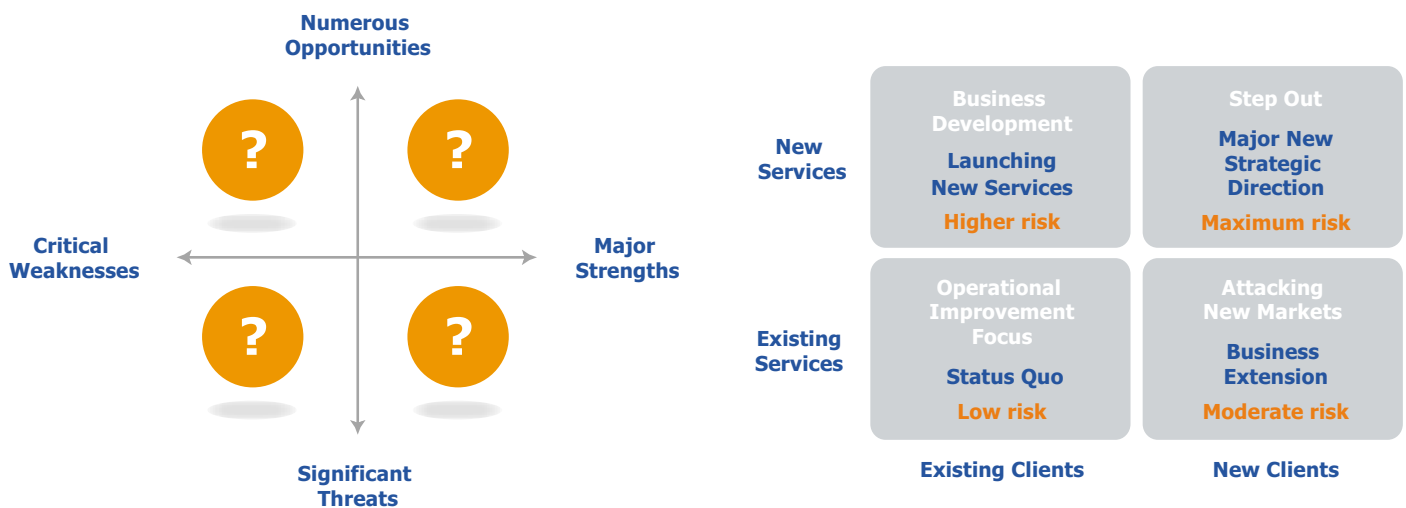 Numerous
Opportunities
?
?
Critical
Weaknesses
Major
Strengths
?
?
Significant
Threats
New
Services
Business
Development
Launching
New Services
Higher risk
Step Out
Major New
Strategic
Direction
Maximum risk
Existing
Services
Operational
Improvement
Focus
Status Quo
Low risk
Attacking
New Markets
Business
Extension
Moderate risk
Existing Clients
New Clients